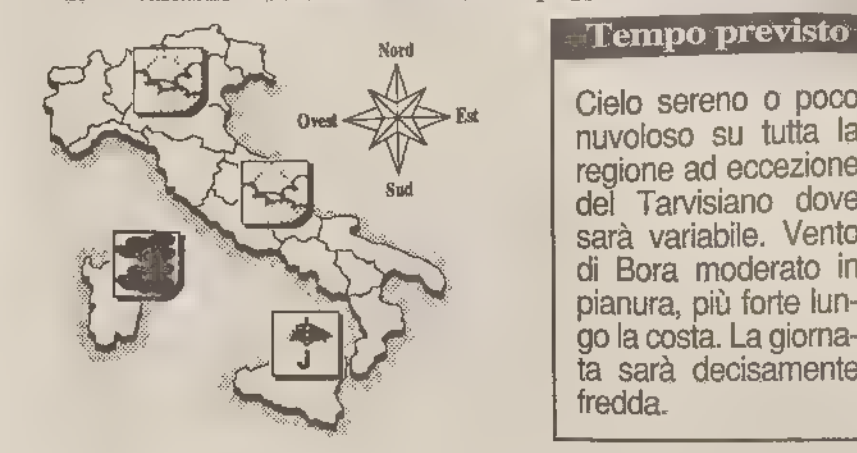 Nord
Ovest
Est
Sud
Tempo previsto
Cielo sereno o poco
nuvoloso su tutta la
regione ad eccezione
del Tarvisiano dove
sarà variabile. Vento
di Bora moderato in
pianura, più forte lun-
go la costa. La giorna-
ta sarà decisamente
fredda.